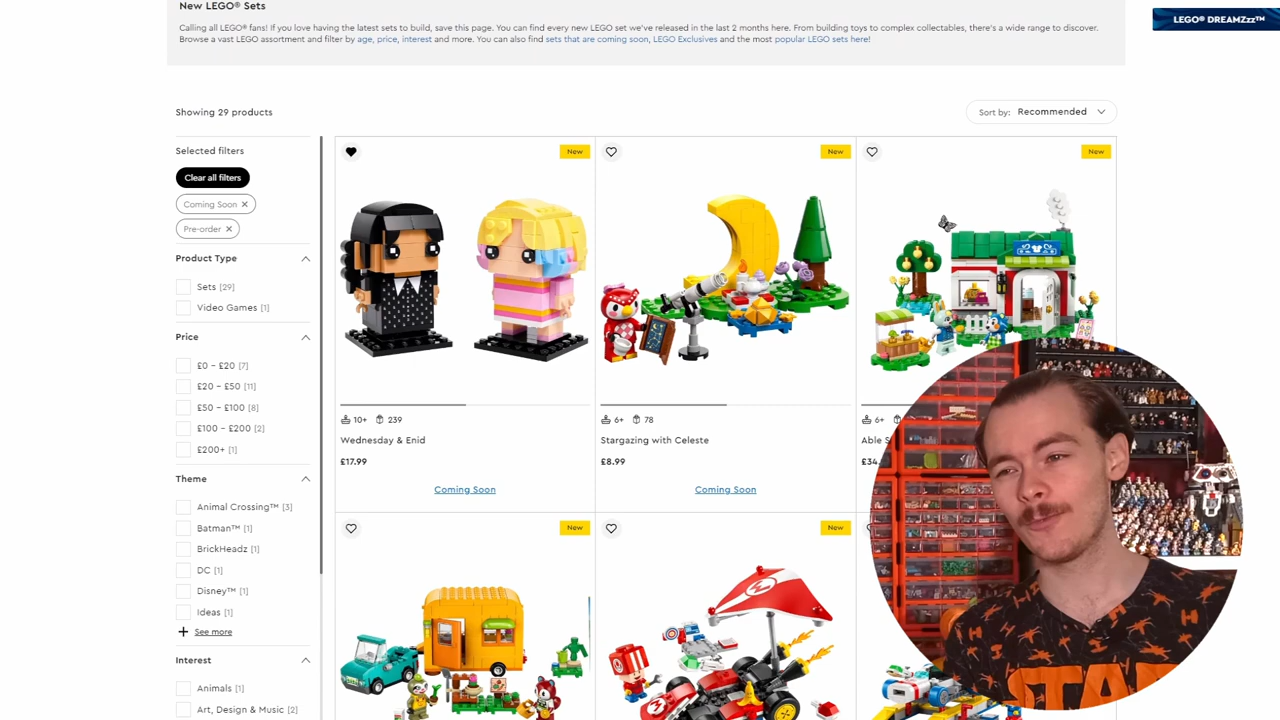 New LEGO® Sets
LEGO® DREAMZzz™
Calling all LEGO® fans! If you love having the latest sets to build, save this page. You can find every new LEGO set we've released in the last 2 months here. From building toys to complex collectables, there's a wide range to discover.
Browse a vast LEGO assortment and filter by age, price, interest and more. You can also find sets that are coming soon, LEGO Exclusives and the most popular LEGO sets here!
Showing 29 products
Sort by: Recommended
Selected filters
Clear all filters
Coming Soon ✕
Pre-order ✕
Product Type
Sets [29]
Video Games [1]
Price
£0 - £20 [7]
£20 - £50 [11]
£50 - £100 [8]
£100 - £200 [2]
£200+ [1]
Theme
Animal Crossing™ [3]
Batman™ [1]
BrickHeadz [1]
DC [1]
Disney™ [1]
Ideas [1]
See more
Interest
Animals [1]
Art, Design & Music [2]
New
10+ 239
Wednesday & Enid
£17.99
Coming Soon
New
6+ 78
Stargazing with Celeste
£8.99
Coming Soon
New
6+
Able S
£34.
New
New
M
M
STAR